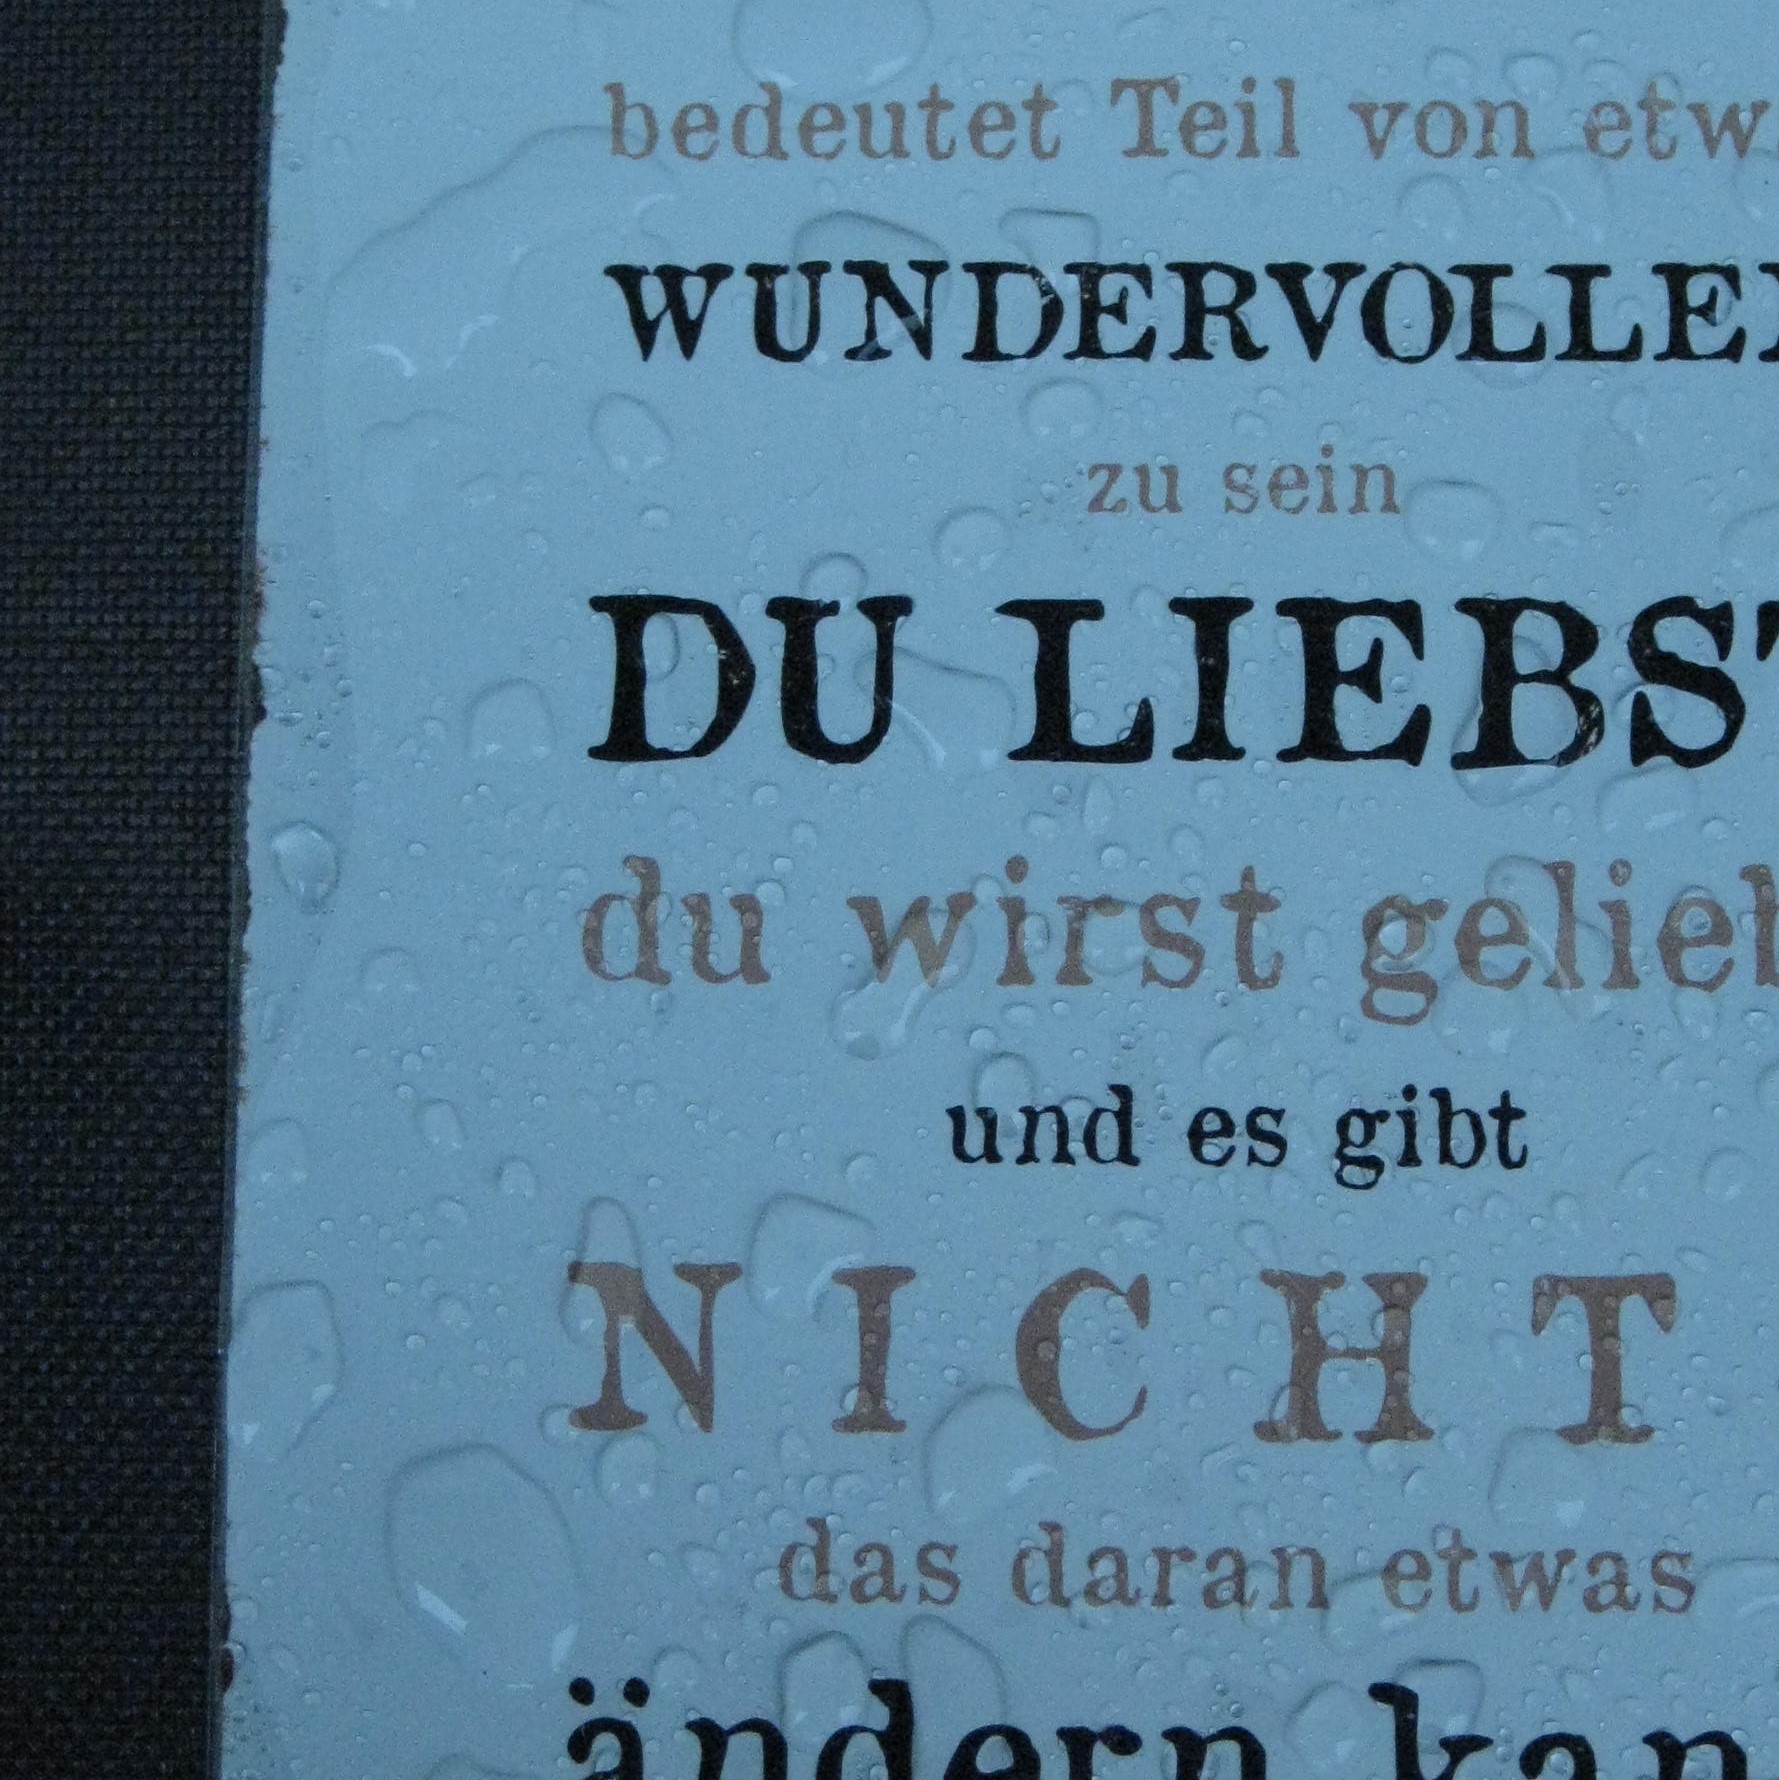 bedeutet Teil von etw
WUNDERVOLLE
zu sein
DU LIEBST
du wirst gelieb
und es gibt
NICHT
das daran etwas
ändern kan